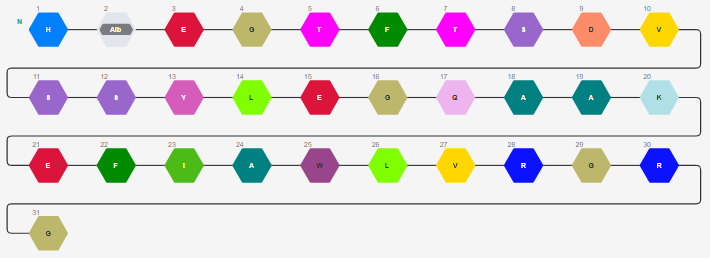 1 2 3 4 5 6 7 8 9 10
N H Aib E G T F T S D V
11 12 13 14 15 16 17 18 19 20
S S Y L E G Q A A K
21 22 23 24 25 26 27 28 29 30
E F I A W L V R G R
31
G